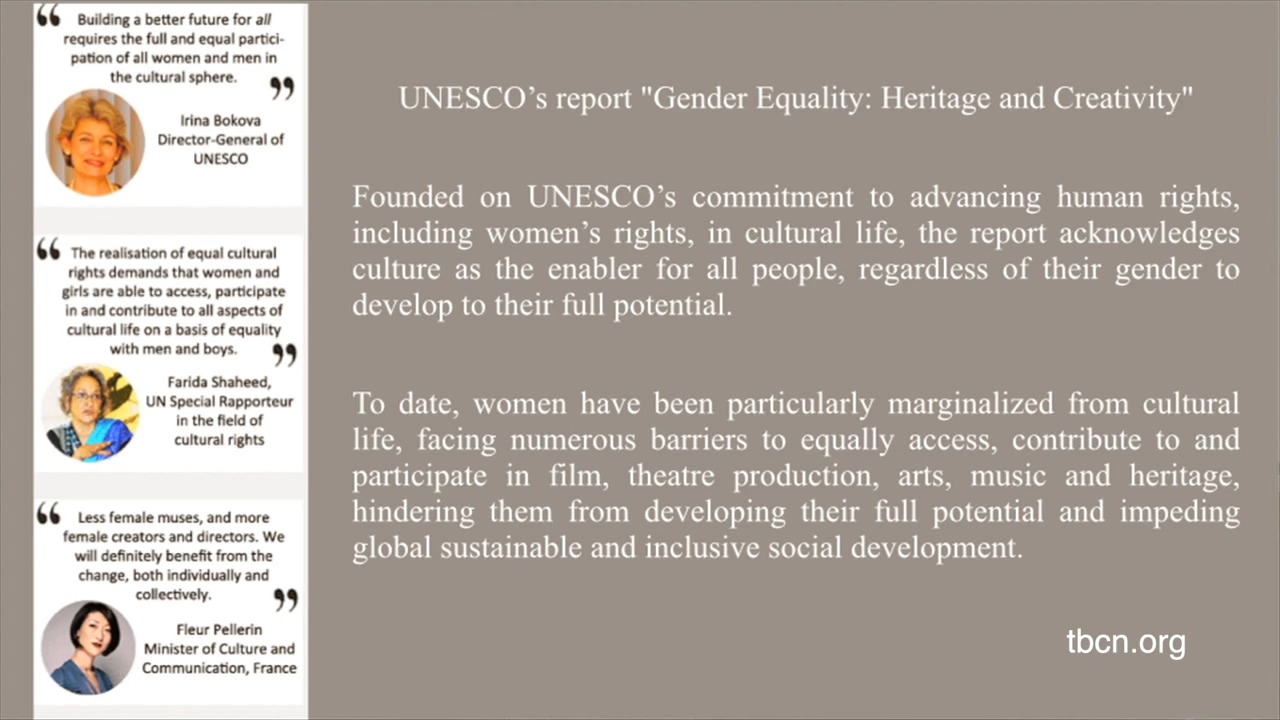 “ Building a better future for all
requires the full and equal partici-
pation of all women and men in
the cultural sphere. ”
Irina Bokova
Director-General of
UNESCO
“ The realisation of equal cultural
rights demands that women and
girls are able to access, participate
in and contribute to all aspects of
cultural life on a basis of equality
with men and boys. ”
Farida Shaheed,
UN Special Rapporteur
in the field of
cultural rights
“ Less female muses, and more
female creators and directors. We
will definitely benefit from the
change, both individually and
collectively. ”
Fleur Pellerin
Minister of Culture and
Communication, France
UNESCO’s report "Gender Equality: Heritage and Creativity"
Founded on UNESCO’s commitment to advancing human rights,
including women’s rights, in cultural life, the report acknowledges
culture as the enabler for all people, regardless of their gender to
develop to their full potential.
To date, women have been particularly marginalized from cultural
life, facing numerous barriers to equally access, contribute to and
participate in film, theatre production, arts, music and heritage,
hindering them from developing their full potential and impeding
global sustainable and inclusive social development.
tbcn.org